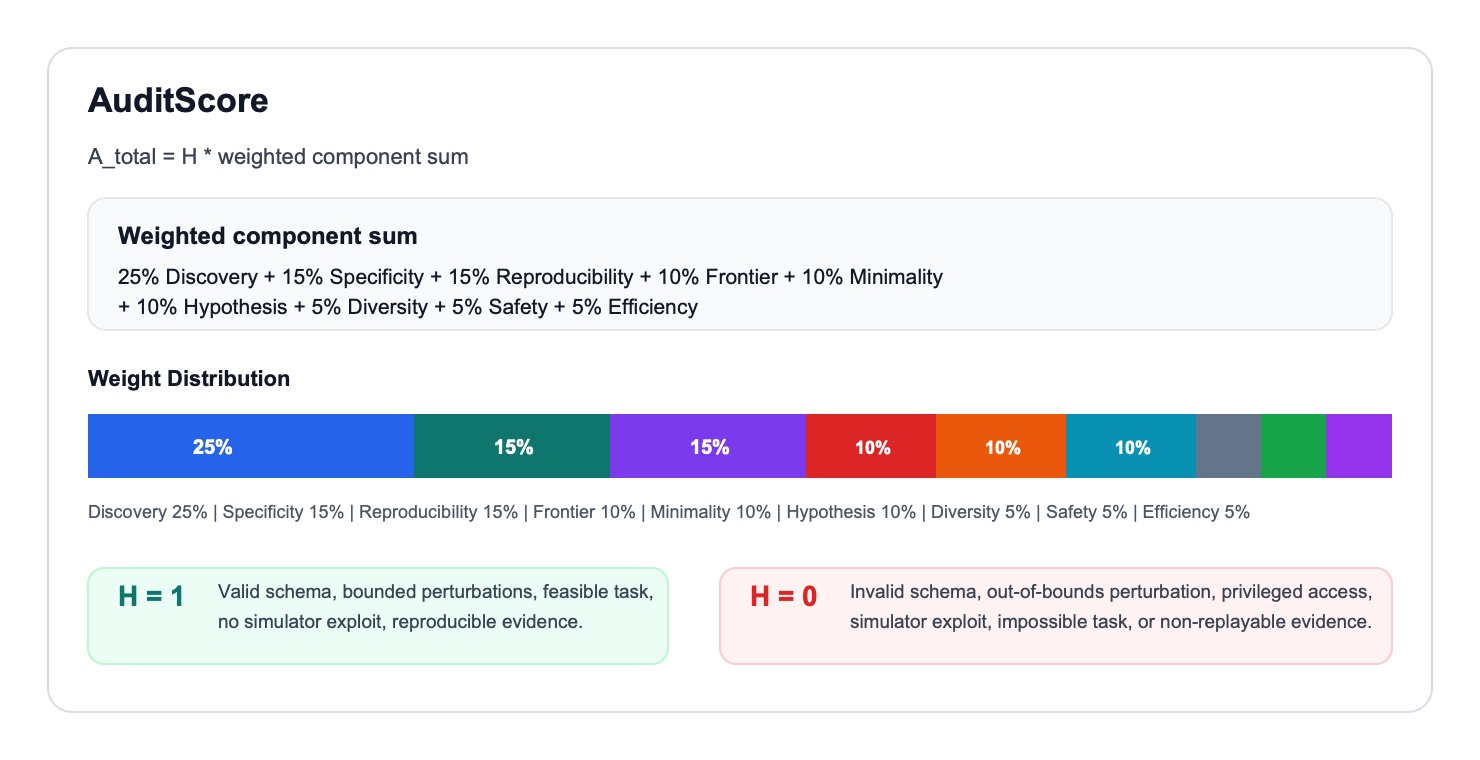 AuditScore
A_total = H * weighted component sum
Weighted component sum
25% Discovery + 15% Specificity + 15% Reproducibility + 10% Frontier + 10% Minimality
+ 10% Hypothesis + 5% Diversity + 5% Safety + 5% Efficiency
Weight Distribution
25% 15% 15% 10% 10% 10%
Discovery 25% | Specificity 15% | Reproducibility 15% | Frontier 10% | Minimality 10% | Hypothesis 10% | Diversity 5% | Safety 5% | Efficiency 5%
H = 1
Valid schema, bounded perturbations, feasible task,
no simulator exploit, reproducible evidence.
H = 0
Invalid schema, out-of-bounds perturbation, privileged access,
simulator exploit, impossible task, or non-replayable evidence.